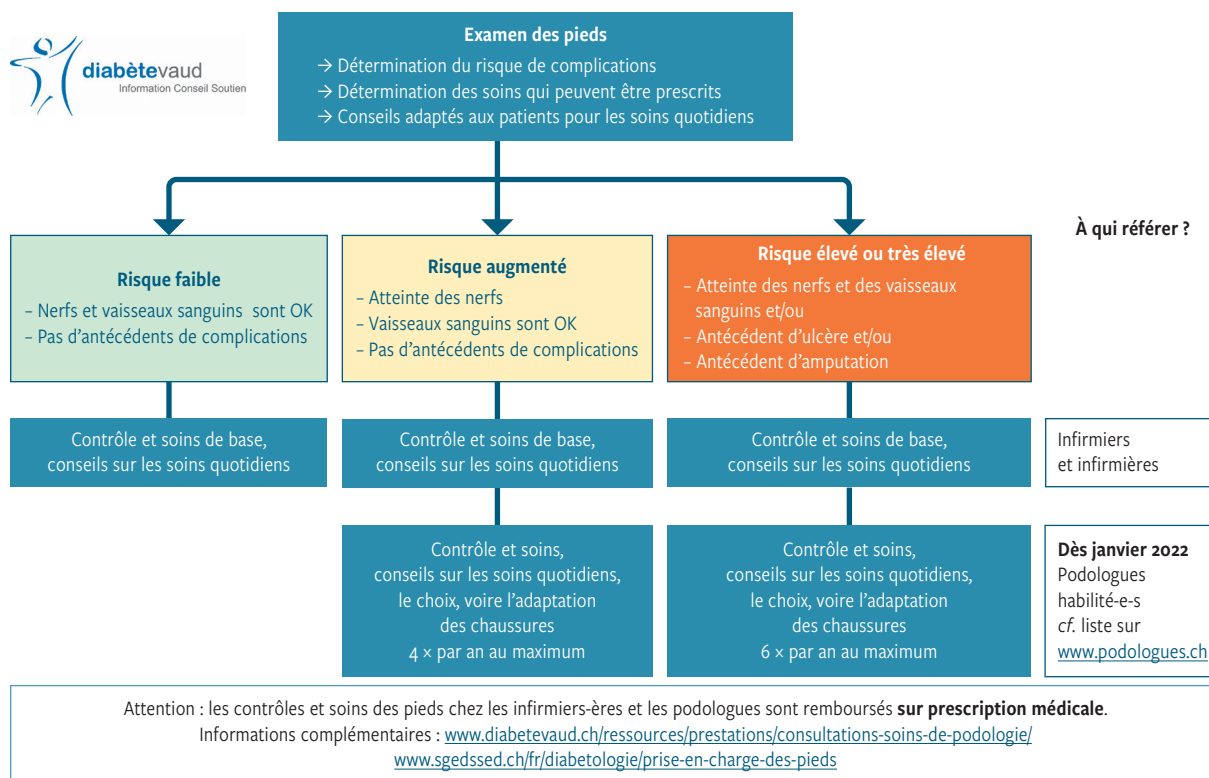 diabètevaud
Information Conseil Soutien
Examen des pieds
→ Détermination du risque de complications
→ Détermination des soins qui peuvent être prescrits
→ Conseils adaptés aux patients pour les soins quotidiens
À qui référer ?
Risque faible
– Nerfs et vaisseaux sanguins sont OK
– Pas d’antécédents de complications
Risque augmenté
– Atteinte des nerfs
– Vaisseaux sanguins sont OK
– Pas d’antécédents de complications
Risque élevé ou très élevé
– Atteinte des nerfs et des vaisseaux
sanguins et/ou
– Antécédent d’ulcère et/ou
– Antécédent d’amputation
Contrôle et soins de base,
conseils sur les soins quotidiens
Contrôle et soins de base,
conseils sur les soins quotidiens
Contrôle et soins de base,
conseils sur les soins quotidiens
Infirmiers
et infirmières
Contrôle et soins,
conseils sur les soins quotidiens,
le choix, voire l’adaptation
des chaussures
4 × par an au maximum
Contrôle et soins,
conseils sur les soins quotidiens,
le choix, voire l’adaptation
des chaussures
6 × par an au maximum
Dès janvier 2022
Podologues
habilité-e-s
cf. liste sur
www.podologues.ch
Attention : les contrôles et soins des pieds chez les infirmiers-ères et les podologues sont remboursés sur prescription médicale.
Informations complémentaires : www.diabetevaud.ch/ressources/prestations/consultations-soins-de-podologie/
www.sgedssed.ch/fr/diabetologie/prise-en-charge-des-pieds